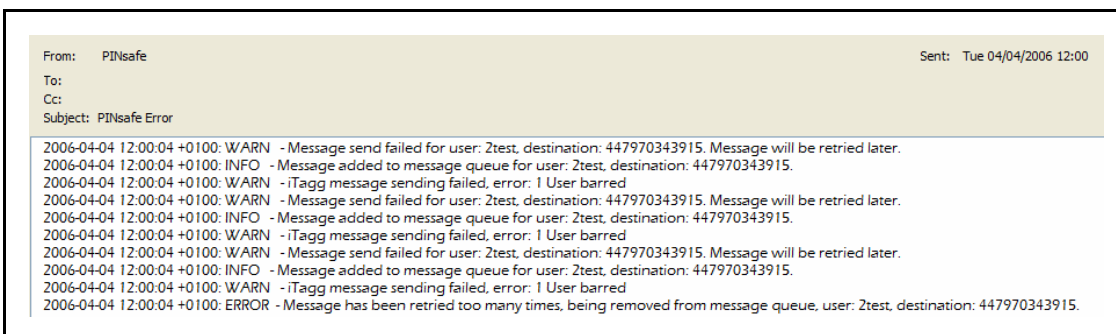 From: PINsafe Sent: Tue 04/04/2006 12:00
To:
Cc:
Subject: PINsafe Error
2006-04-04 12:00:04 +0100: WARN - Message send failed for user: 2test, destination: 447970343915. Message will be retried later.
2006-04-04 12:00:04 +0100: INFO - Message added to message queue for user: 2test, destination: 447970343915.
2006-04-04 12:00:04 +0100: WARN - iTagg message sending failed, error: 1 User barred
2006-04-04 12:00:04 +0100: WARN - Message send failed for user: 2test, destination: 447970343915. Message will be retried later.
2006-04-04 12:00:04 +0100: INFO - Message added to message queue for user: 2test, destination: 447970343915.
2006-04-04 12:00:04 +0100: WARN - iTagg message sending failed, error: 1 User barred
2006-04-04 12:00:04 +0100: WARN - Message send failed for user: 2test, destination: 447970343915. Message will be retried later.
2006-04-04 12:00:04 +0100: INFO - Message added to message queue for user: 2test, destination: 447970343915.
2006-04-04 12:00:04 +0100: WARN - iTagg message sending failed, error: 1 User barred
2006-04-04 12:00:04 +0100: ERROR - Message has been retried too many times, being removed from message queue, user: 2test, destination: 447970343915.